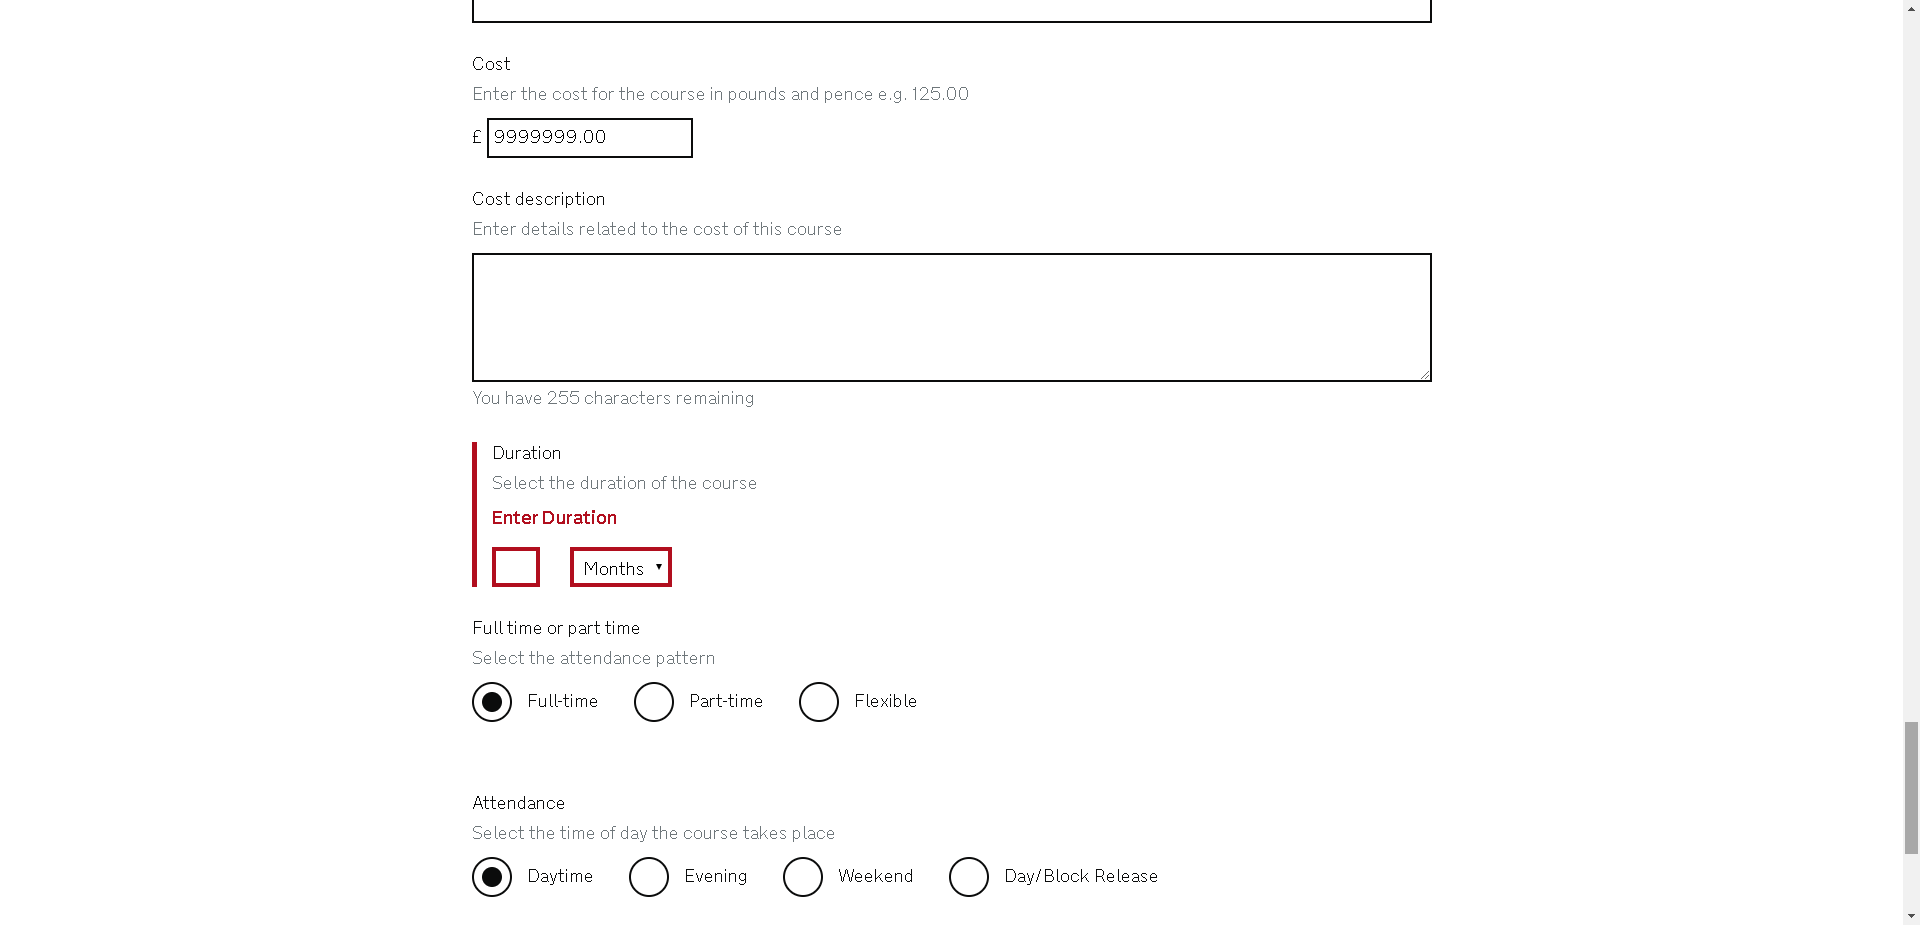 Cost
Enter the cost for the course in pounds and pence e.g. 125.00
£ 9999999.00
Cost description
Enter details related to the cost of this course
You have 255 characters remaining
Duration
Select the duration of the course
Enter Duration
Months
Full time or part time
Select the attendance pattern
Full-time Part-time Flexible
Attendance
Select the time of day the course takes place
Daytime Evening Weekend Day/Block Release